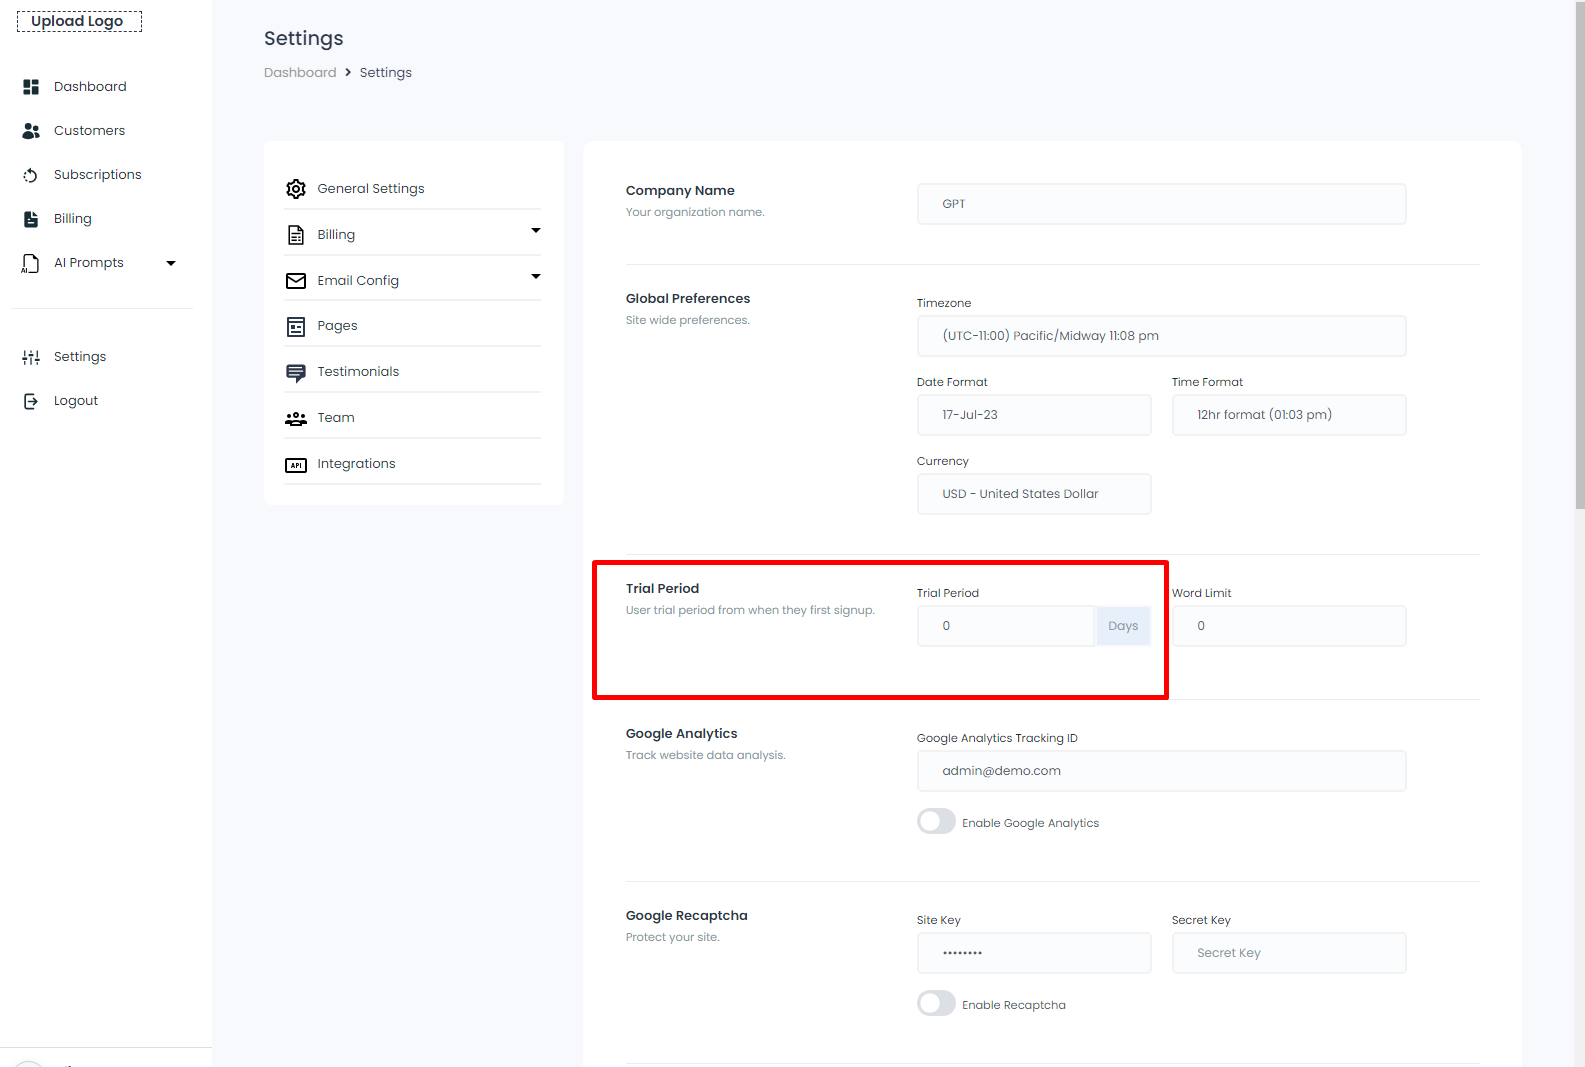 Upload Logo
Dashboard
Customers
Subscriptions
Billing
AI Prompts
Settings
Logout
Settings
Dashboard > Settings
General Settings
Billing
Email Config
Pages
Testimonials
Team
API Integrations
Company Name
Your organization name.
GPT
Global Preferences
Site wide preferences.
Timezone
(UTC-11:00) Pacific/Midway 11:08 pm
Date Format
17-Jul-23
Time Format
12hr format (01:03 pm)
Currency
USD - United States Dollar
Trial Period
User trial period from when they first signup.
Trial Period
0 Days
Word Limit
0
Google Analytics
Track website data analysis.
Google Analytics Tracking ID
admin@demo.com
Enable Google Analytics
Google Recaptcha
Protect your site.
Site Key
••••••••
Secret Key
Secret Key
Enable Recaptcha